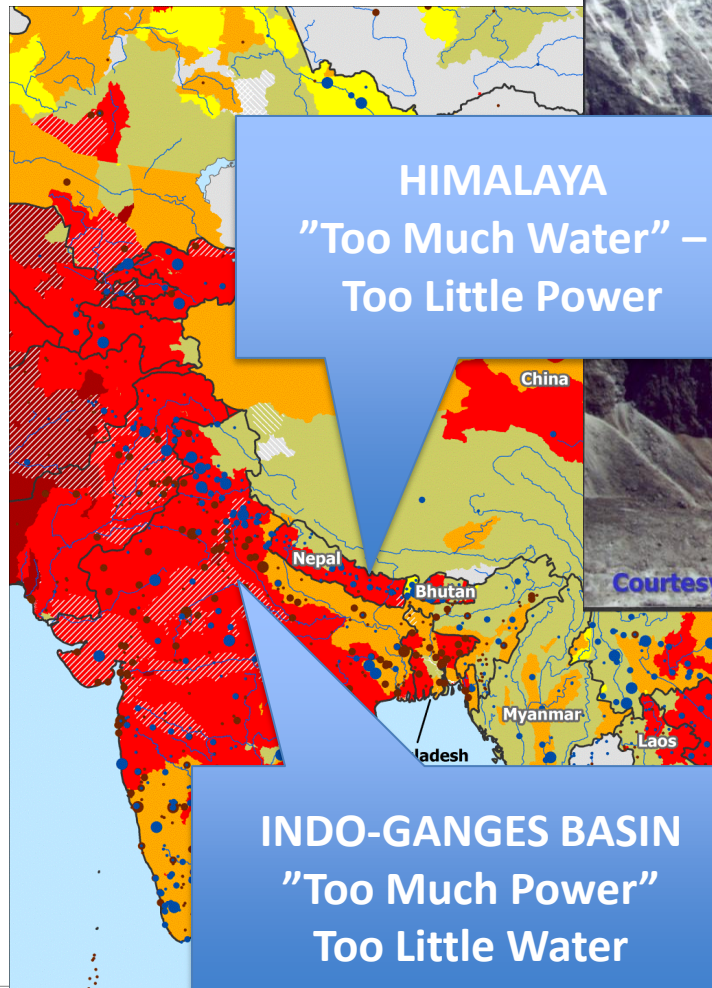 HIMALAYA
”Too Much Water” –
Too Little Power
China
Nepal
Bhutan
Myanmar
Laos
ladesh
INDO-GANGES BASIN
”Too Much Power”
Too Little Water